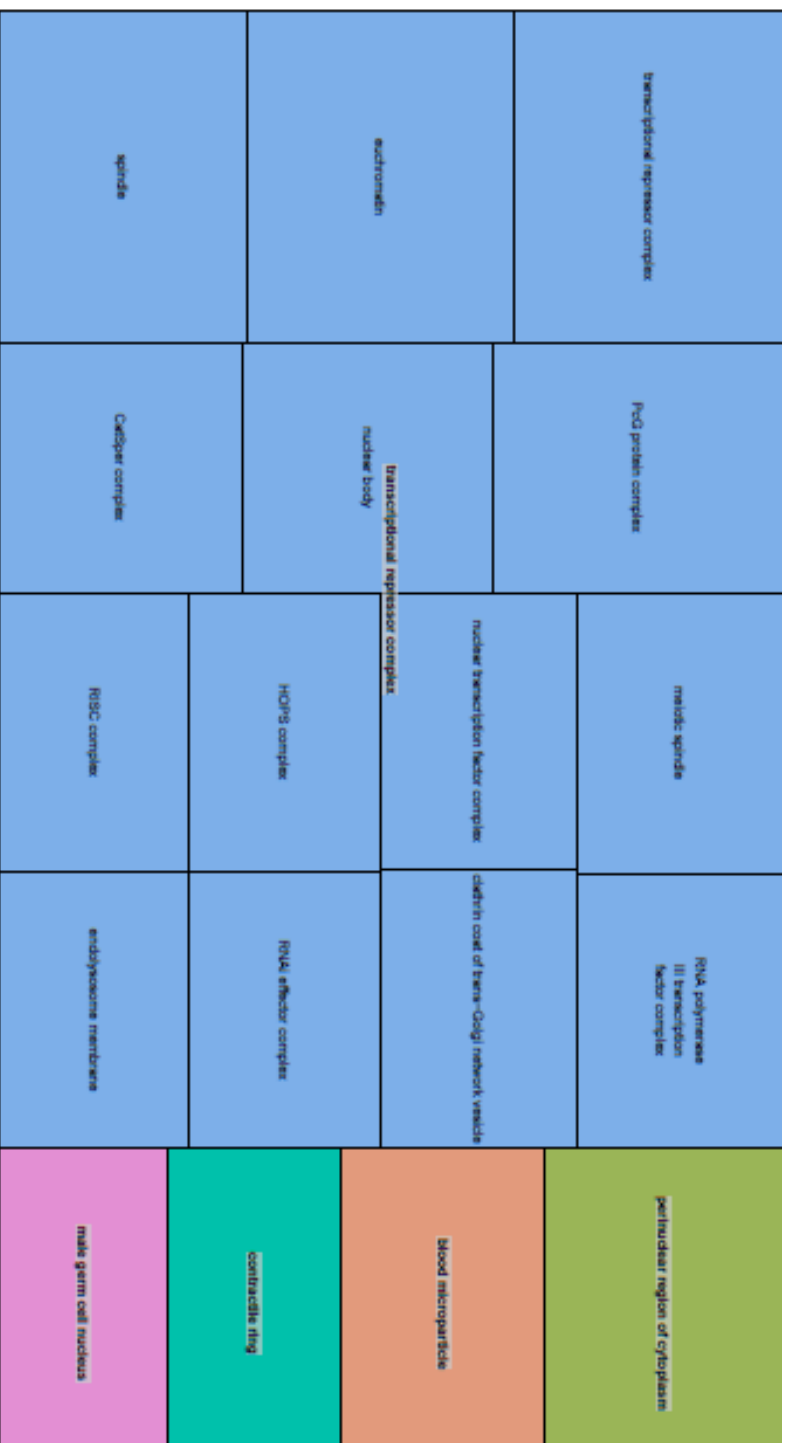 transcriptional repressor complex
PcG protein complex
meiotic spindle
RNA polymerase
III transcription
factor complex
perinuclear region of cytoplasm
euchromatin
nuclear body
transcriptional repressor complex
nuclear transcription factor complex
clathrin coat of trans−Golgi network vesicle
blood microparticle
HOPS complex
RNAi effector complex
contractile ring
spindle
CatSper complex
RISC complex
endolysosome membrane
male germ cell nucleus